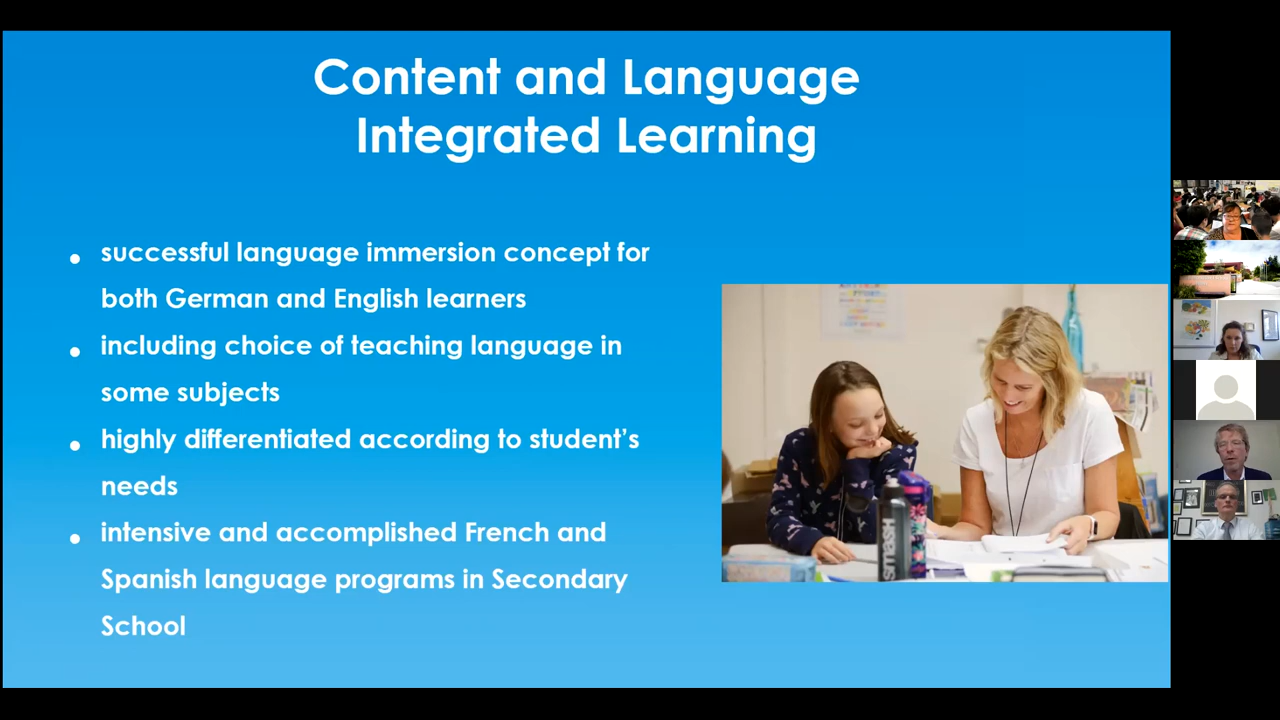 Content and Language
Integrated Learning
• successful language immersion concept for
both German and English learners
• including choice of teaching language in
some subjects
• highly differentiated according to student's
needs
• intensive and accomplished French and
Spanish language programs in Secondary
School
smash